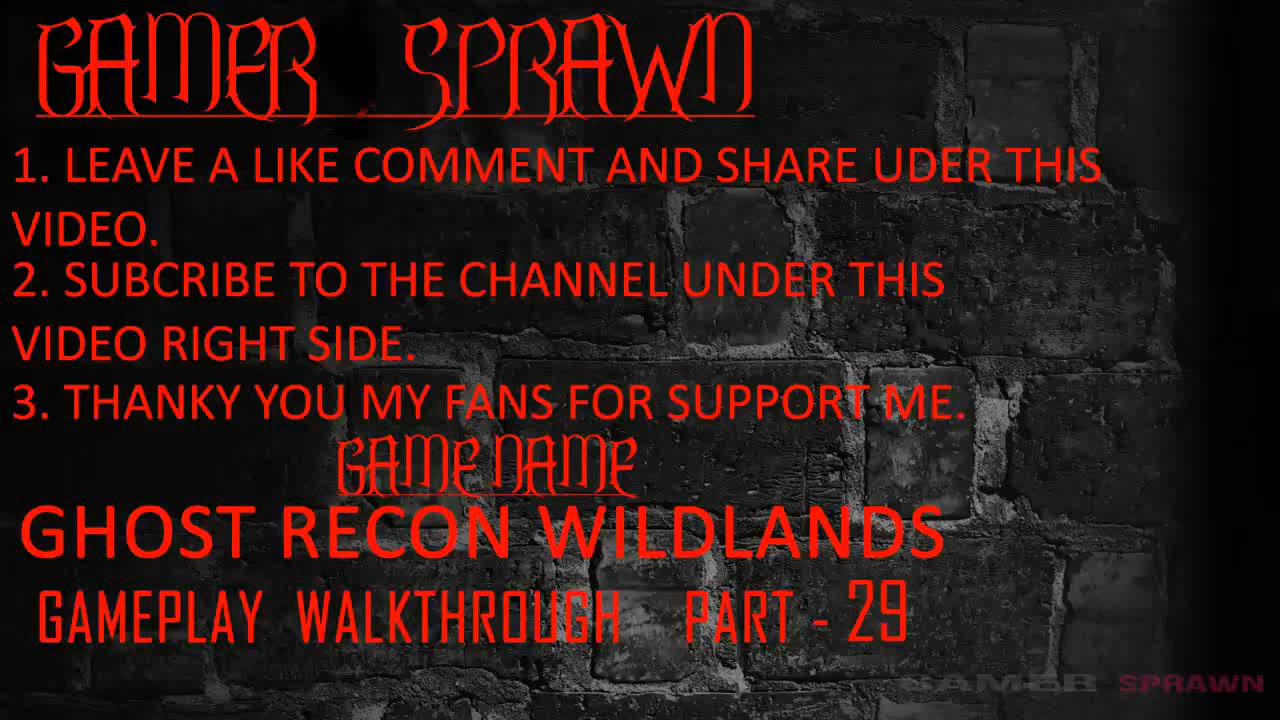 GAMER SPRAWN
1. LEAVE A LIKE COMMENT AND SHARE UDER THIS
VIDEO.
2. SUBCRIBE TO THE CHANNEL UNDER THIS
VIDEO RIGHT SIDE.
3. THANKY YOU MY FANS FOR SUPPORT ME.
GAME NAME
GHOST RECON WILDLANDS
GAMEPLAY WALKTHROUGH PART - 29
GAMER SPRAWN